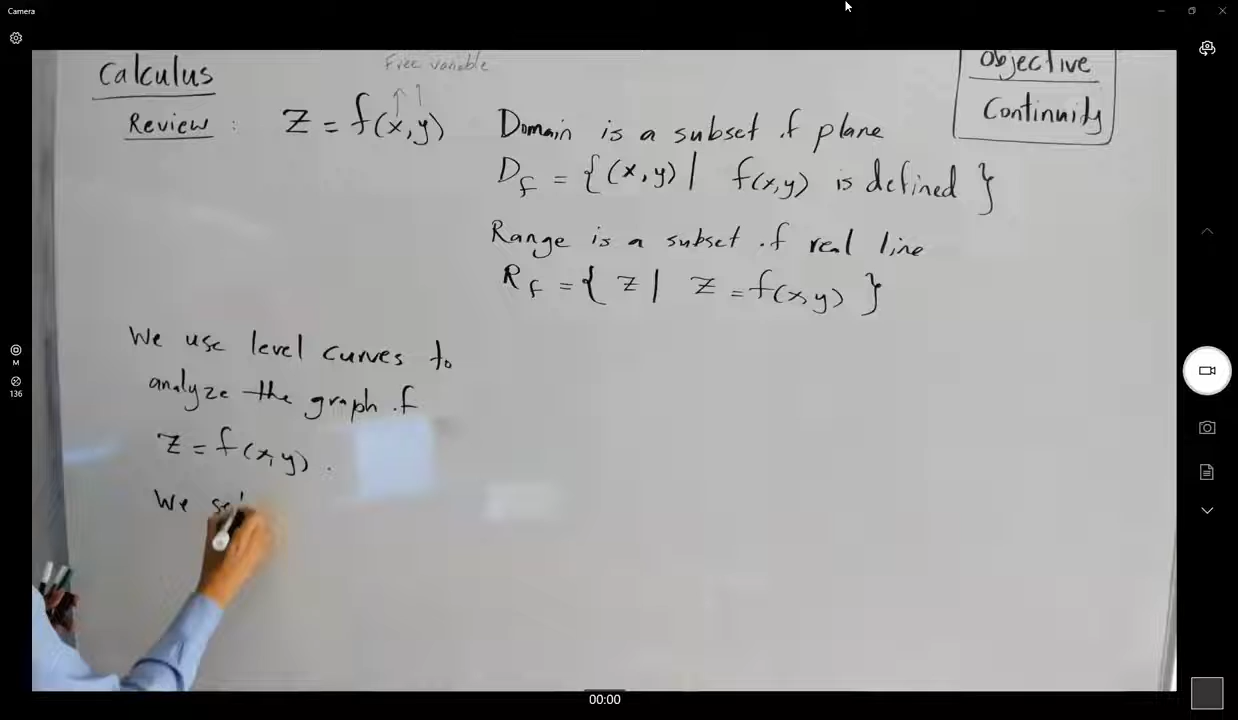 Camera
Calculus
Free variable
Objective
Continuity
Review : z = f(x,y)
Domain is a subset of plane
D_f = {(x,y) | f(x,y) is defined }
Range is a subset of real line
R_f = { z | z = f(x,y) }
We use level curves to
analyze the graph of
z = f(x,y) .
We
M
136
00:00